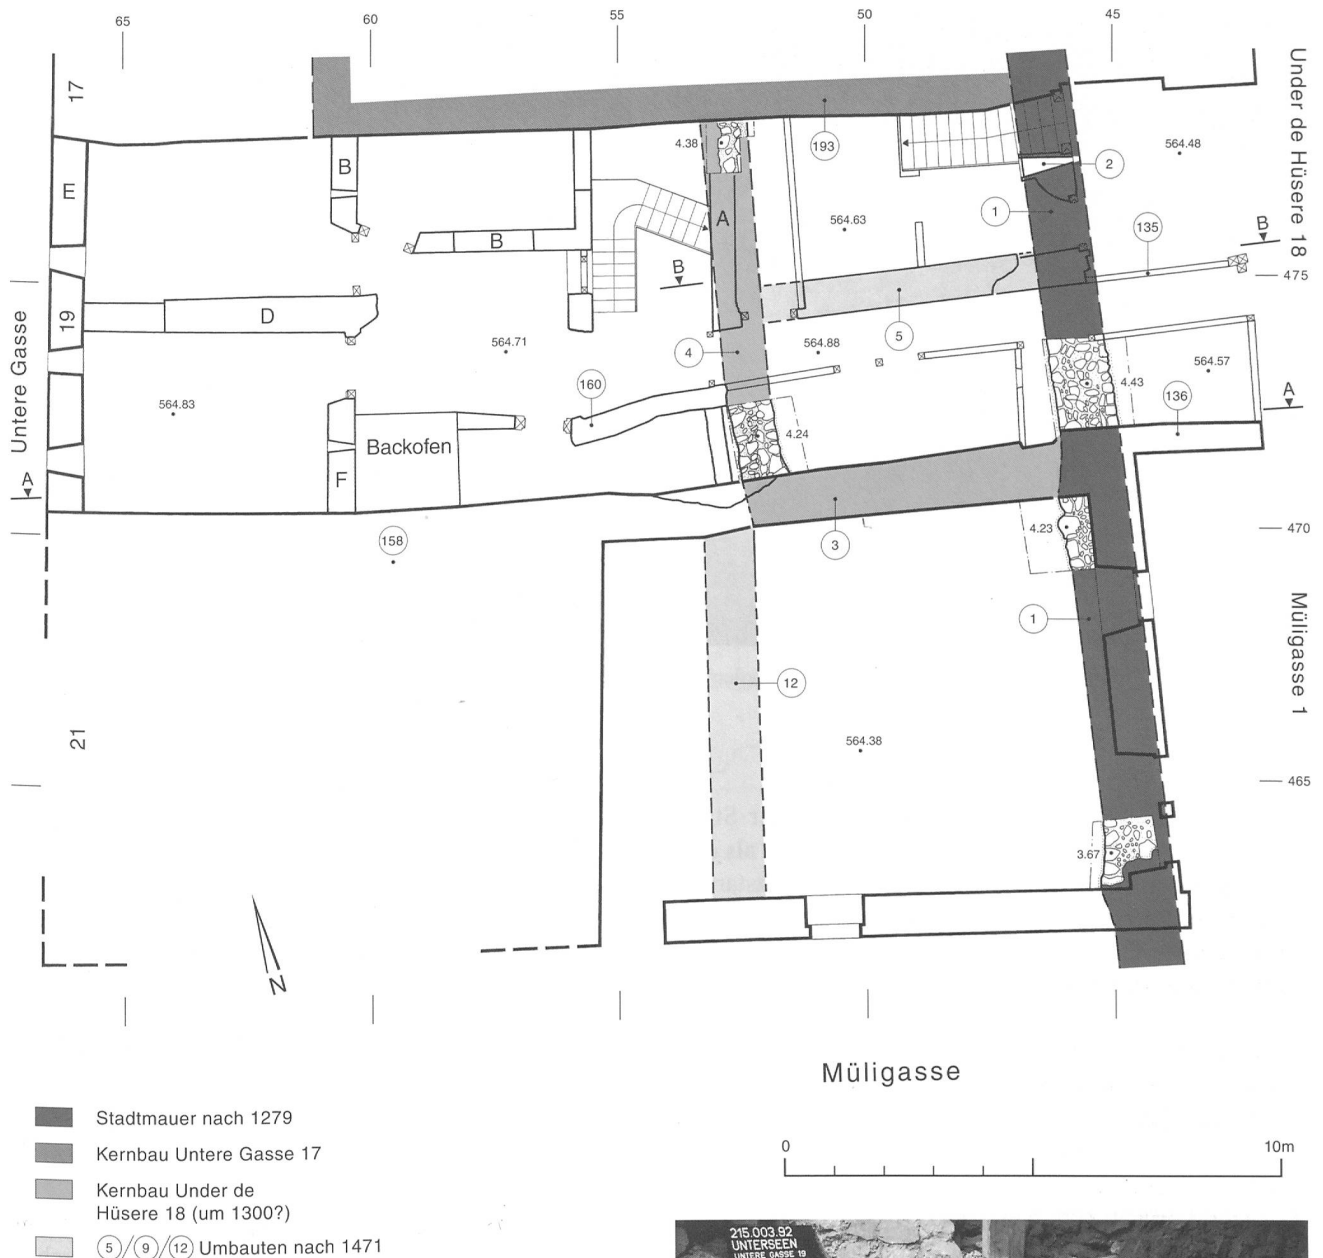 65
60
55
50
45
17
4.38
193
564.48
2
E
B
A
1
564.63
135
B
B
B
475
Under de Hüsere 18
19
D
5
564.71
4
564.88
564.57
Untere Gasse
160
4.43
136
A
564.83
Backofen
4.24
A
F
3
4.23
470
158
1
Müligasse 1
12
564.38
21
465
3.67
N
Müligasse
Stadtmauer nach 1279
Kernbau Untere Gasse 17
Kernbau Under de
Hüsere 18 (um 1300?)
5/9/12 Umbauten nach 1471
0 10m
215.003.92
UNTERSEEN
UNTERE GASSE 19